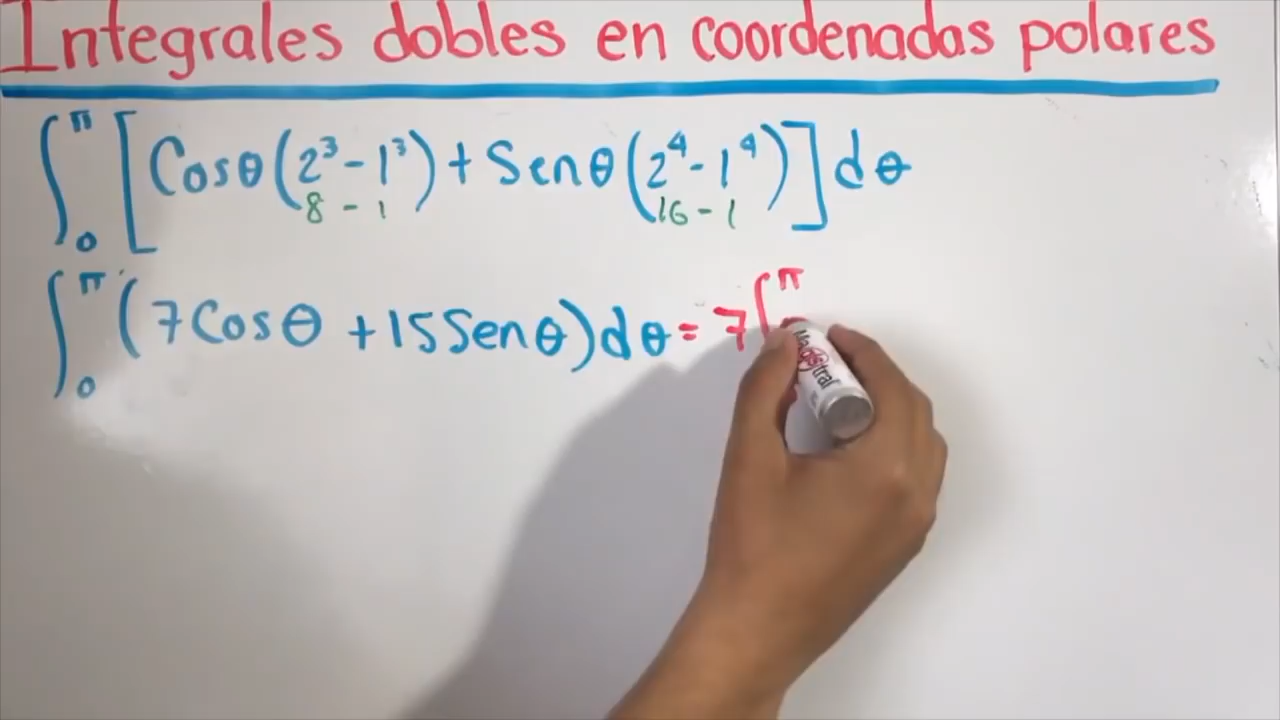 Integrales dobles en coordenadas polares
∫₀^π [Cosθ(2³-1³)+Senθ(2⁴-1⁴)]dθ
8-1 16-1
∫₀^π (7Cosθ+15Senθ)dθ=7∫^π